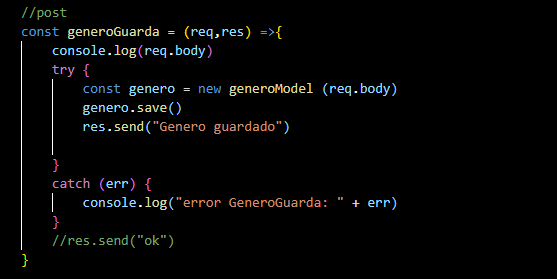 //post
const generoGuarda = (req,res) =>{
console.log(req.body)
try {
const genero = new generoModel (req.body)
genero.save()
res.send("Genero guardado")
}
catch (err) {
console.log("error GeneroGuarda: " + err)
}
//res.send("ok")
}